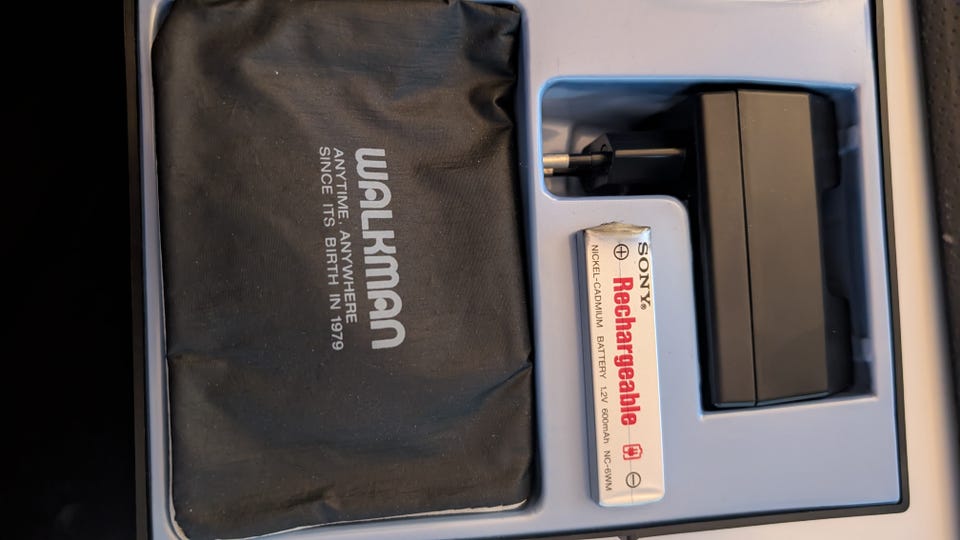 WALKMAN
ANYTIME, ANYWHERE
SINCE ITS BIRTH IN 1979
SONY®
⊕ Rechargeable ⊖
NICKEL-CADMIUM BATTERY 1.2V 600mAh NC-6WM